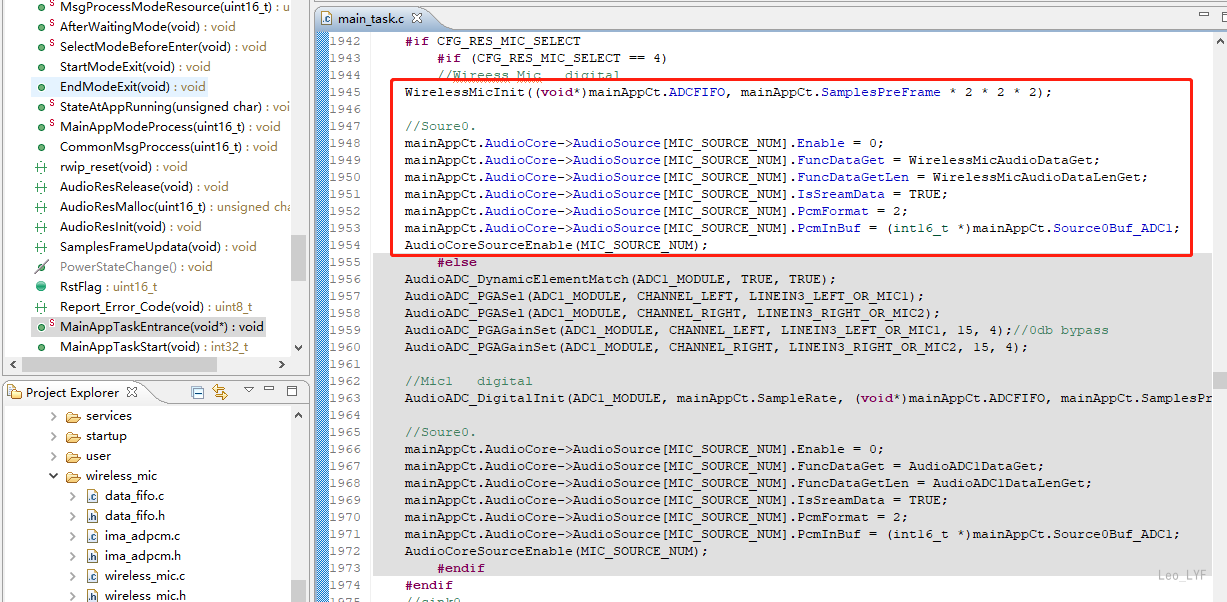 MsgProcessModeResource(uint16_t) : u
AfterWaitingMode(void) : void
SelectModeBeforeEnter(void) : void
StartModeExit(void) : void
EndModeExit(void) : void
StateAtAppRunning(unsigned char) : voi
MainAppModeProcess(uint16_t) : void
CommonMsgProccess(uint16_t) : void
rwip_reset(void) : void
AudioResRelease(void) : void
AudioResMalloc(uint16_t) : unsigned cha
AudioResInit(void) : void
SamplesFrameUpdata(void) : void
PowerStateChange() : void
RstFlag : uint16_t
Report_Error_Code(void) : uint8_t
MainAppTaskEntrance(void*) : void
MainAppTaskStart(void) : int32_t
Project Explorer
services
startup
user
wireless_mic
data_fifo.c
data_fifo.h
ima_adpcm.c
ima_adpcm.h
wireless_mic.c
wireless_mic.h
main_task.c
1942 #if CFG_RES_MIC_SELECT
1943 #if (CFG_RES_MIC_SELECT == 4)
1944 //Wireess Mic digital
1945 WirelessMicInit((void*)mainAppCt.ADCFIFO, mainAppCt.SamplesPreFrame * 2 * 2 * 2);
1946
1947 //Soure0.
1948 mainAppCt.AudioCore->AudioSource[MIC_SOURCE_NUM].Enable = 0;
1949 mainAppCt.AudioCore->AudioSource[MIC_SOURCE_NUM].FuncDataGet = WirelessMicAudioDataGet;
1950 mainAppCt.AudioCore->AudioSource[MIC_SOURCE_NUM].FuncDataGetLen = WirelessMicAudioDataLenGet;
1951 mainAppCt.AudioCore->AudioSource[MIC_SOURCE_NUM].IsSreamData = TRUE;
1952 mainAppCt.AudioCore->AudioSource[MIC_SOURCE_NUM].PcmFormat = 2;
1953 mainAppCt.AudioCore->AudioSource[MIC_SOURCE_NUM].PcmInBuf = (int16_t *)mainAppCt.Source0Buf_ADC1;
1954 AudioCoreSourceEnable(MIC_SOURCE_NUM);
1955 #else
1956 AudioADC_DynamicElementMatch(ADC1_MODULE, TRUE, TRUE);
1957 AudioADC_PGASel(ADC1_MODULE, CHANNEL_LEFT, LINEIN3_LEFT_OR_MIC1);
1958 AudioADC_PGASel(ADC1_MODULE, CHANNEL_RIGHT, LINEIN3_RIGHT_OR_MIC2);
1959 AudioADC_PGAGainSet(ADC1_MODULE, CHANNEL_LEFT, LINEIN3_LEFT_OR_MIC1, 15, 4);//0db bypass
1960 AudioADC_PGAGainSet(ADC1_MODULE, CHANNEL_RIGHT, LINEIN3_RIGHT_OR_MIC2, 15, 4);
1961
1962 //Mic1 digital
1963 AudioADC_DigitalInit(ADC1_MODULE, mainAppCt.SampleRate, (void*)mainAppCt.ADCFIFO, mainAppCt.SamplesPr
1964
1965 //Soure0.
1966 mainAppCt.AudioCore->AudioSource[MIC_SOURCE_NUM].Enable = 0;
1967 mainAppCt.AudioCore->AudioSource[MIC_SOURCE_NUM].FuncDataGet = AudioADC1DataGet;
1968 mainAppCt.AudioCore->AudioSource[MIC_SOURCE_NUM].FuncDataGetLen = AudioADC1DataLenGet;
1969 mainAppCt.AudioCore->AudioSource[MIC_SOURCE_NUM].IsSreamData = TRUE;
1970 mainAppCt.AudioCore->AudioSource[MIC_SOURCE_NUM].PcmFormat = 2;
1971 mainAppCt.AudioCore->AudioSource[MIC_SOURCE_NUM].PcmInBuf = (int16_t *)mainAppCt.Source0Buf_ADC1;
1972 AudioCoreSourceEnable(MIC_SOURCE_NUM);
1973 #endif
1974 #endif
1975 //sink0
Leo_LYF